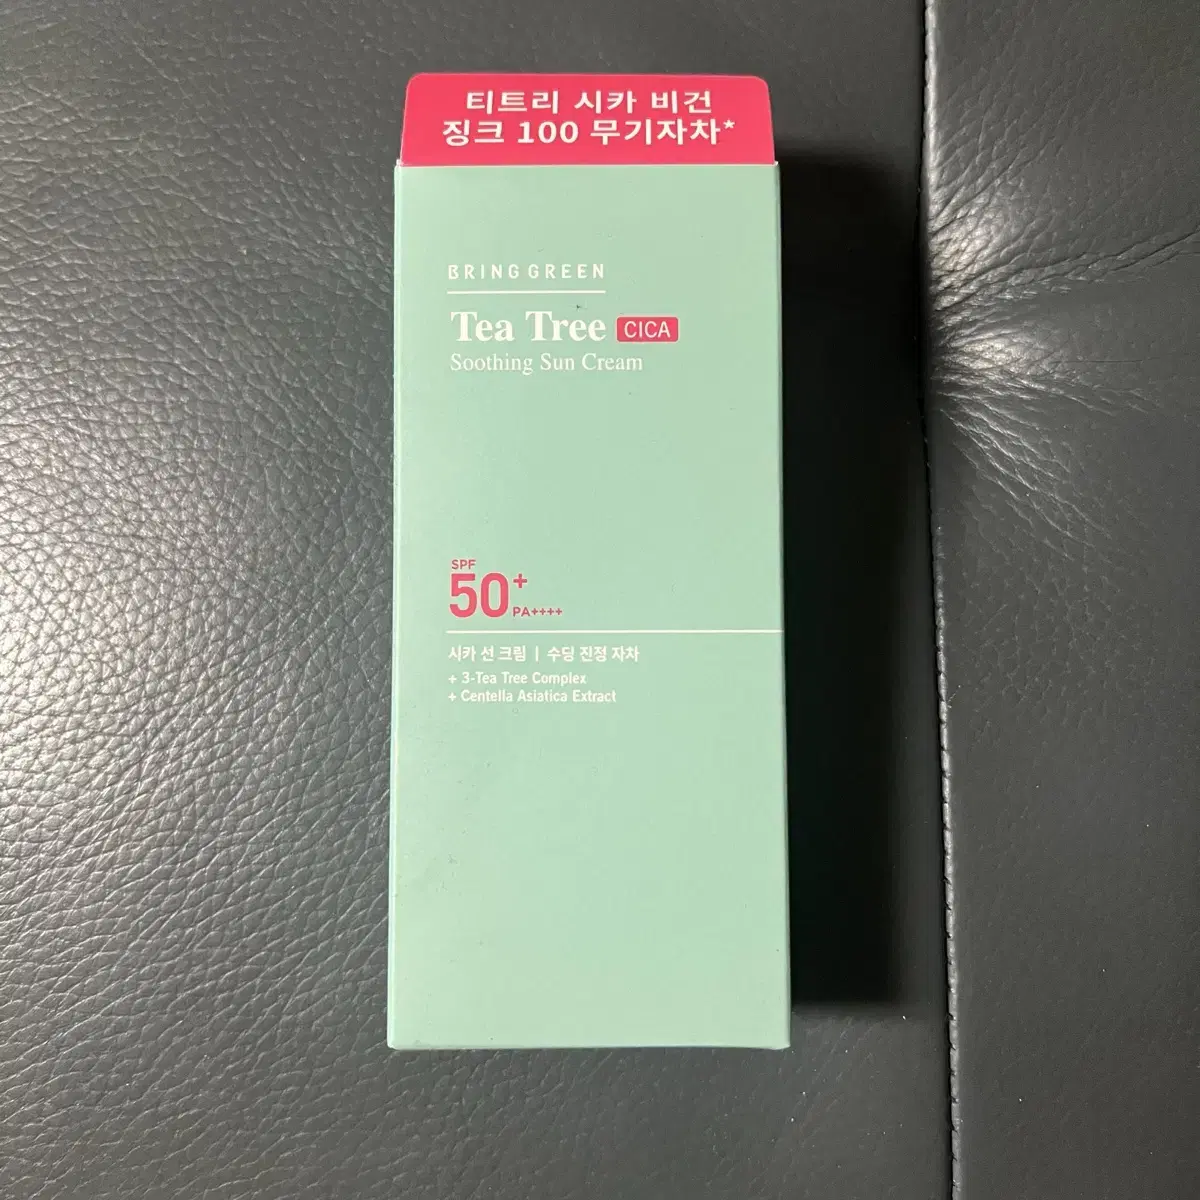 티트리 시카 비건
징크 100 무기자차*
BRING GREEN
Tea Tree CICA
Soothing Sun Cream
SPF
50+
PA++++
시카 선 크림 | 수딩 진정 자차
+ 3-Tea Tree Complex
+ Centella Asiatica Extract